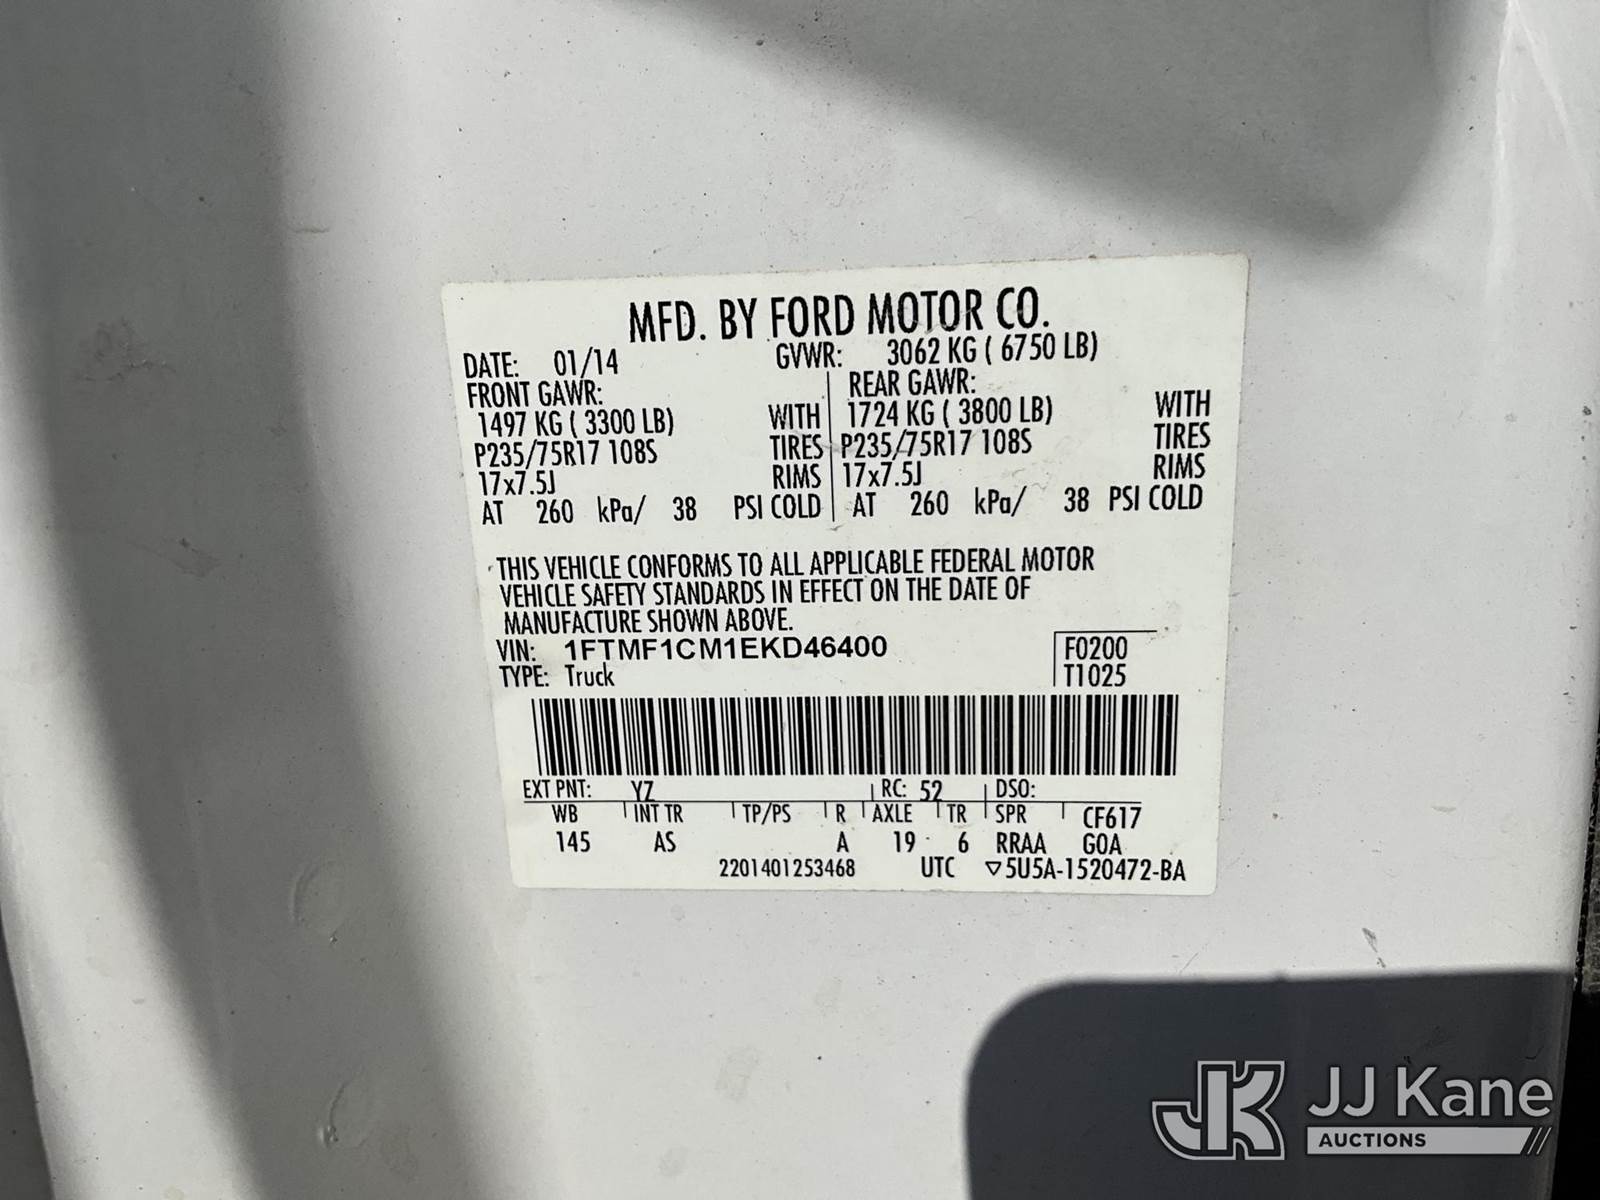 MFD. BY FORD MOTOR CO.
DATE: 01/14 GVWR: 3062 KG ( 6750 LB)
FRONT GAWR: REAR GAWR:
1497 KG ( 3300 LB) WITH 1724 KG ( 3800 LB) WITH
P235/75R17 108S TIRES P235/75R17 108S TIRES
17x7.5J RIMS 17x7.5J RIMS
AT 260 kPa/ 38 PSI COLD AT 260 kPa/ 38 PSI COLD
THIS VEHICLE CONFORMS TO ALL APPLICABLE FEDERAL MOTOR
VEHICLE SAFETY STANDARDS IN EFFECT ON THE DATE OF
MANUFACTURE SHOWN ABOVE.
VIN: 1FTMF1CM1EKD46400 F0200
TYPE: Truck T1025
EXT PNT: YZ RC: 52 DSO:
WB INT TR TP/PS R AXLE TR SPR CF617
145 AS A 19 6 RRAA GOA
2201401253468 UTC ▽5U5A-1520472-BA
JK JJ Kane
AUCTIONS